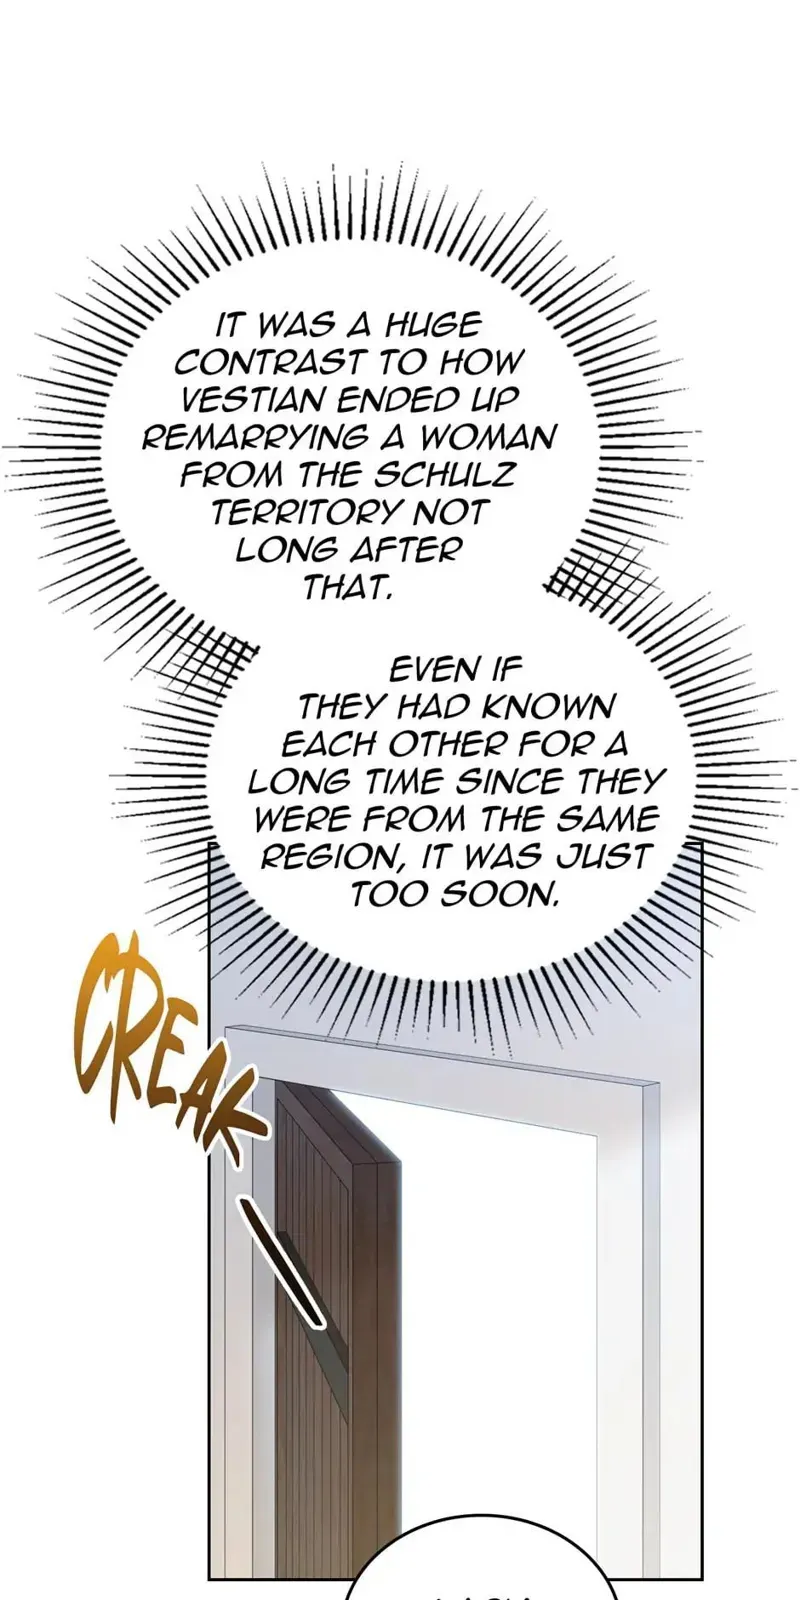 IT WAS A HUGE
CONTRAST TO HOW
VESTIAN ENDED UP
REMARRYING A WOMAN
FROM THE SCHULZ
TERRITORY NOT
LONG AFTER
THAT.
EVEN IF
THEY HAD KNOWN
EACH OTHER FOR A
LONG TIME SINCE THEY
WERE FROM THE SAME
REGION, IT WAS JUST
TOO SOON.
CREAK